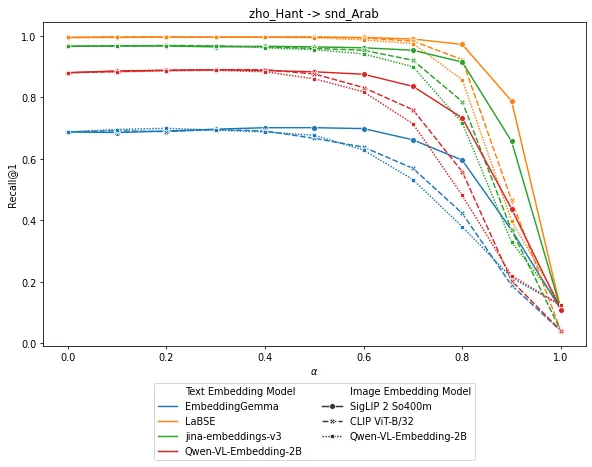 zho_Hant -> snd_Arab
Recall@1
1.0
0.8
0.6
0.4
0.2
0.0
0.0 0.2 0.4 0.6 0.8 1.0
α
Text Embedding Model
EmbeddingGemma
LaBSE
jina-embeddings-v3
Qwen-VL-Embedding-2B
Image Embedding Model
SigLIP 2 So400m
CLIP ViT-B/32
Qwen-VL-Embedding-2B